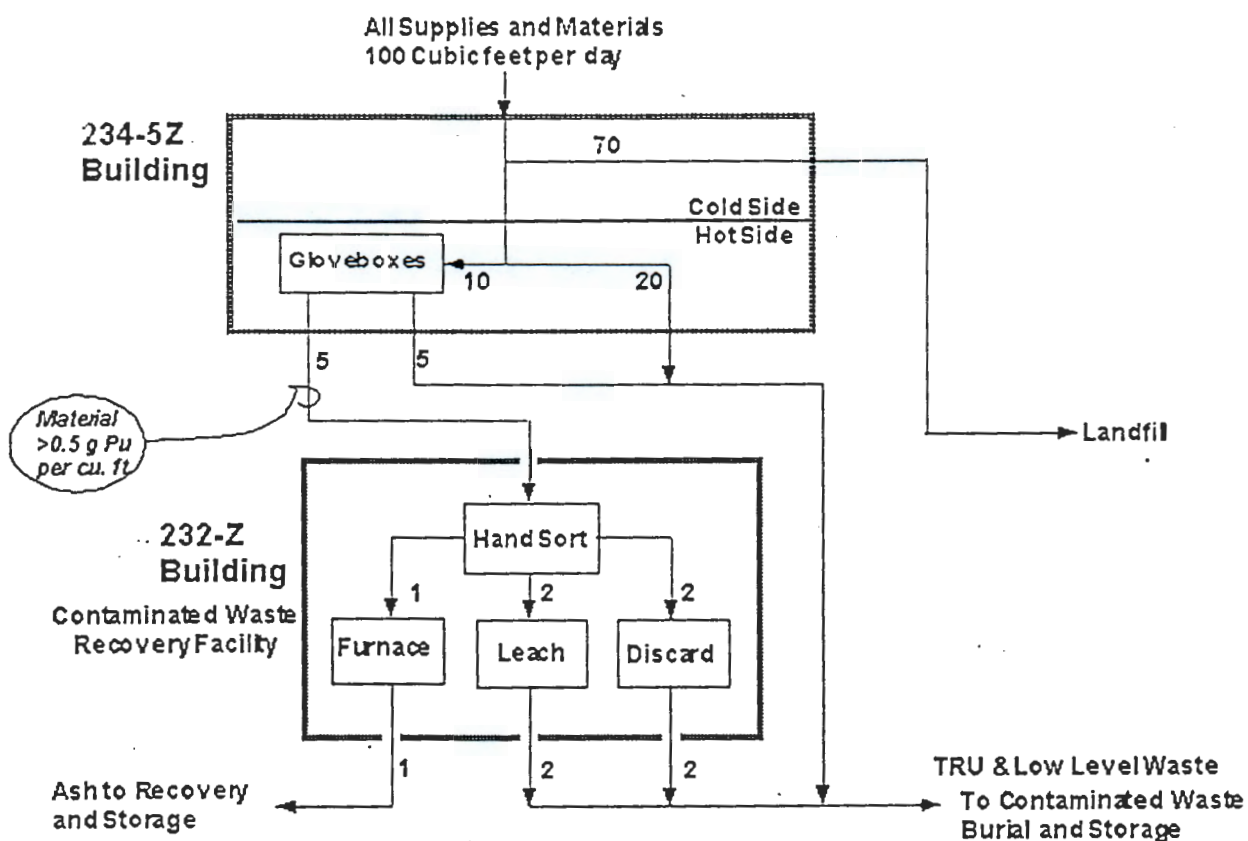 All Supplies and Materials
100 Cubic feet per day
234-5Z
Building
70
Cold Side
Hot Side
Gloveboxes
10
20
5
5
Material
>0.5 g Pu
per cu. ft
Landfill
232-Z
Building
Contaminated Waste
Recovery Facility
Hand Sort
1
2
2
Furnace
Leach
Discard
1
2
2
Ash to Recovery
and Storage
TRU & Low Level Waste
To Contaminated Waste
Burial and Storage